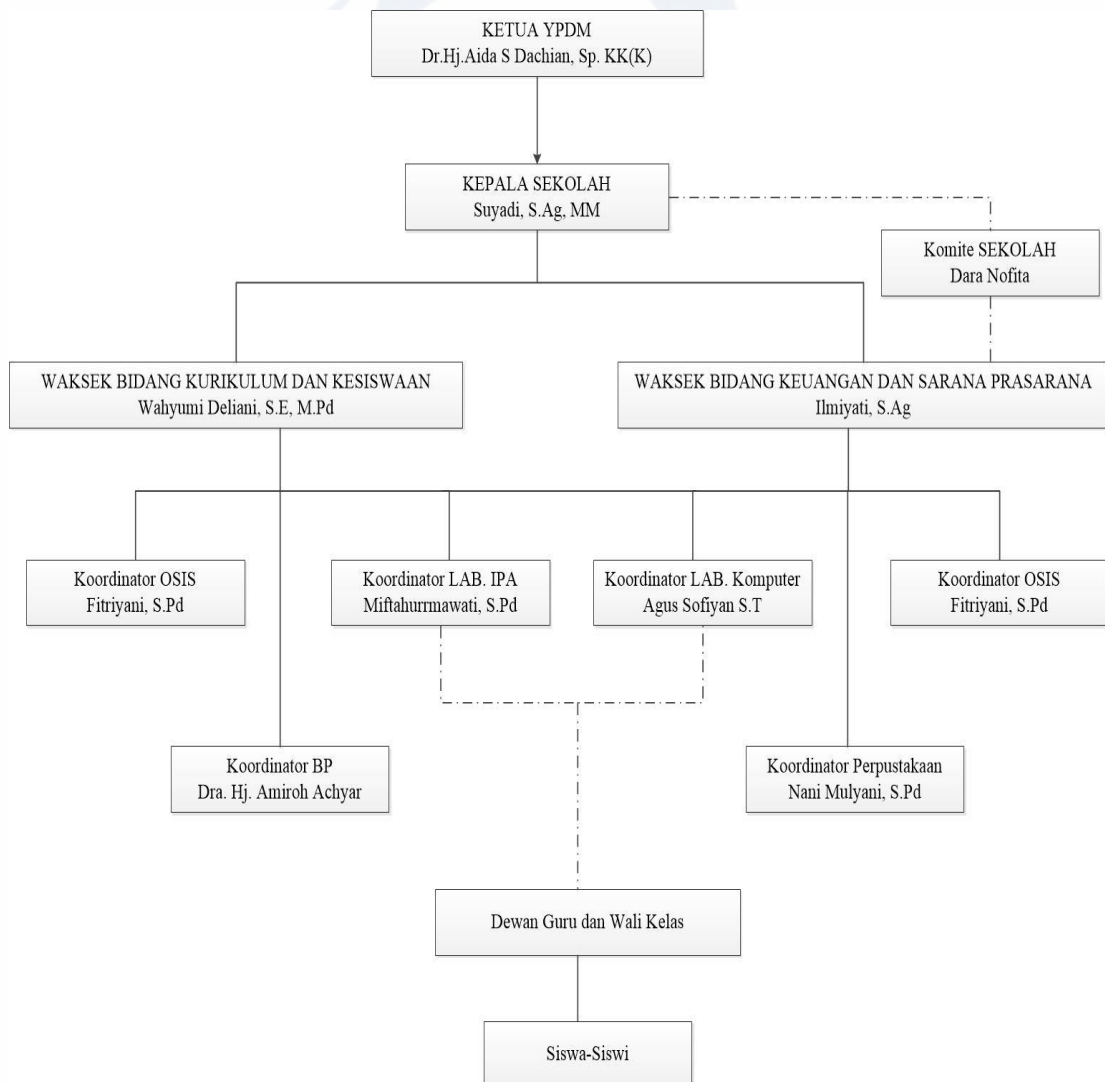 KETUA YPDM
Dr.Hj.Aida S Dachian, Sp. KK(K)
KEPALA SEKOLAH
Suyadi, S.Ag, MM
Komite SEKOLAH
Dara Nofita
WAKSEK BIDANG KURIKULUM DAN KESISWAAN
Wahyumi Deliani, S.E, M.Pd
WAKSEK BIDANG KEUANGAN DAN SARANA PRASARANA
Ilmiyati, S.Ag
Koordinator OSIS
Fitriyani, S.Pd
Koordinator LAB. IPA
Miftahurrmawati, S.Pd
Koordinator LAB. Komputer
Agus Sofiyan S.T
Koordinator OSIS
Fitriyani, S.Pd
Koordinator BP
Dra. Hj. Amiroh Achyar
Koordinator Perpustakaan
Nani Mulyani, S.Pd
Dewan Guru dan Wali Kelas
Siswa-Siswi